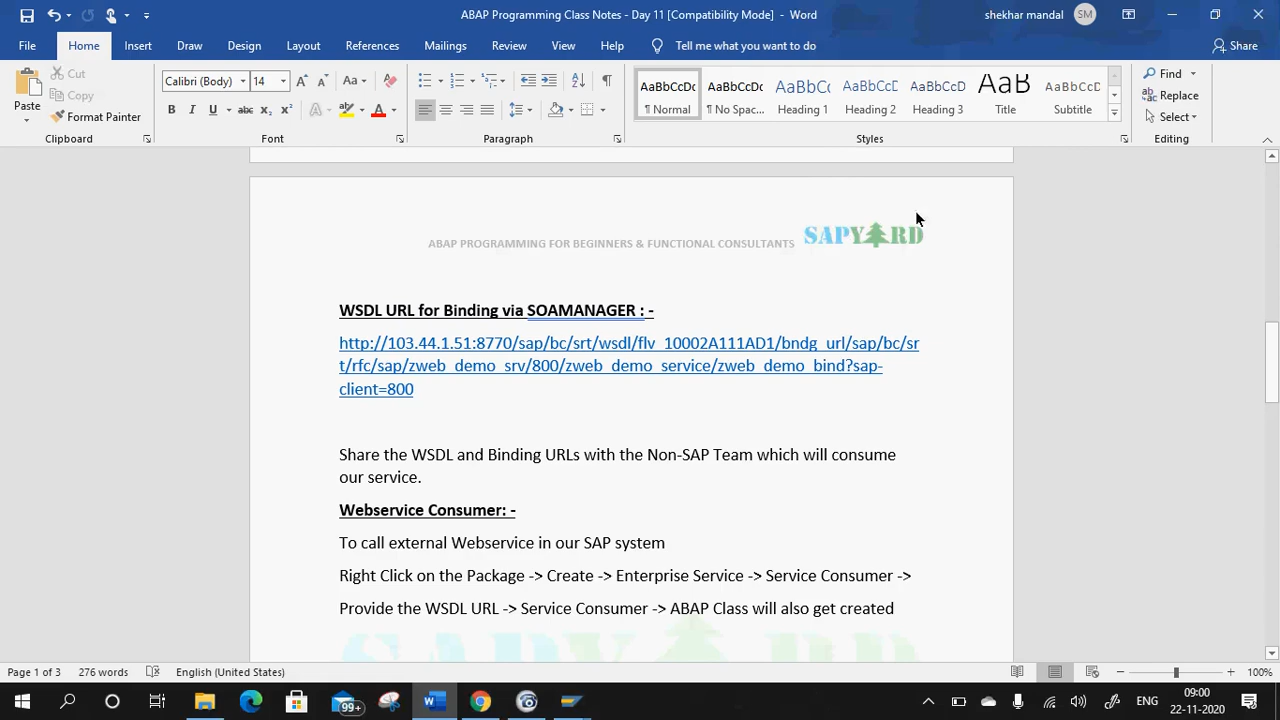 ABAP Programming Class Notes - Day 11 [Compatibility Mode] - Word
shekhar mandal SM
File Home Insert Draw Design Layout References Mailings Review View Help Tell me what you want to do Share
Paste
Cut
Copy
Format Painter
Clipboard
Calibri (Body) 14
Font
Paragraph
AaBbCcDc AaBbCcDc AaBbCc AaBbCcD AaBbCcD AaB AaBbCcD
¶ Normal ¶ No Spac... Heading 1 Heading 2 Heading 3 Title Subtitle
Styles
Find
Replace
Select
Editing
ABAP PROGRAMMING FOR BEGINNERS & FUNCTIONAL CONSULTANTS SAPYARD
WSDL URL for Binding via SOAMANAGER : -
http://103.44.1.51:8770/sap/bc/srt/wsdl/flv_10002A111AD1/bndg_url/sap/bc/sr
t/rfc/sap/zweb_demo_srv/800/zweb_demo_service/zweb_demo_bind?sap-
client=800
Share the WSDL and Binding URLs with the Non-SAP Team which will consume
our service.
Webservice Consumer: -
To call external Webservice in our SAP system
Right Click on the Package -> Create -> Enterprise Service -> Service Consumer ->
Provide the WSDL URL -> Service Consumer -> ABAP Class will also get created
Page 1 of 3 276 words English (United States) 100%
99+
ENG
09:00
22-11-2020